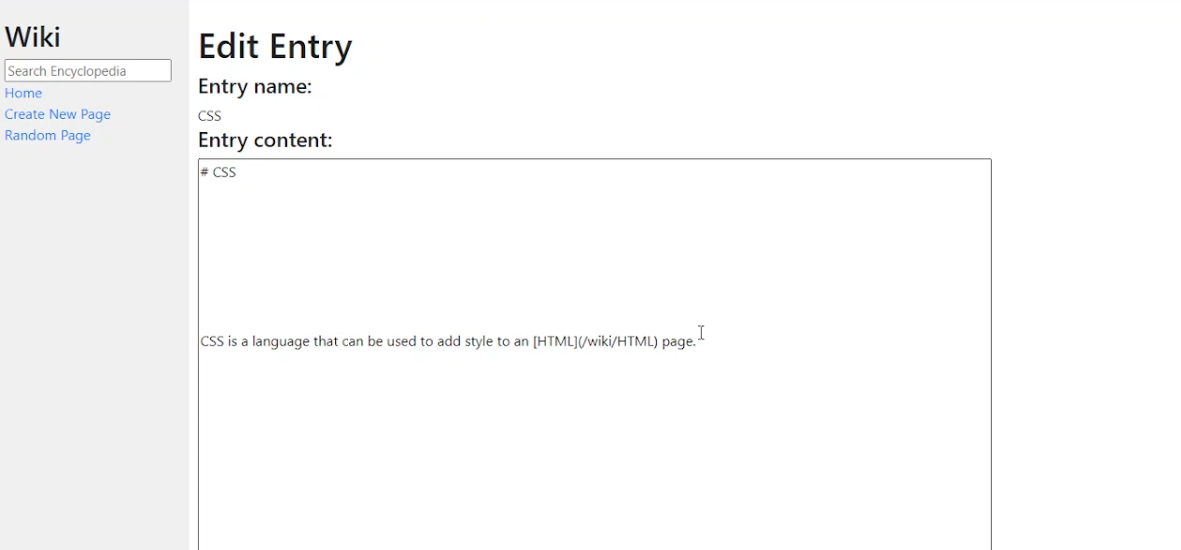 Wiki
Search Encyclopedia
Home
Create New Page
Random Page
Edit Entry
Entry name:
CSS
Entry content:
# CSS
CSS is a language that can be used to add style to an [HTML](/wiki/HTML) page.